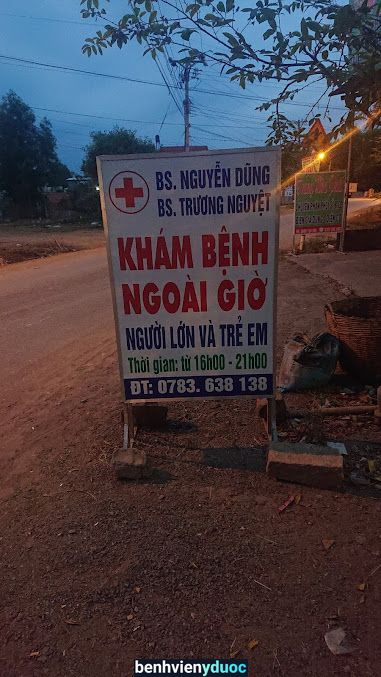 BS. NGUYỄN DŨNG
BS. TRƯƠNG NGUYỆT
KHÁM BỆNH
NGOÀI GIỜ
NGƯỜI LỚN VÀ TRẺ EM
Thời gian: từ 16h00 - 21h00
ĐT: 0783. 638 138
benhvienyduoc